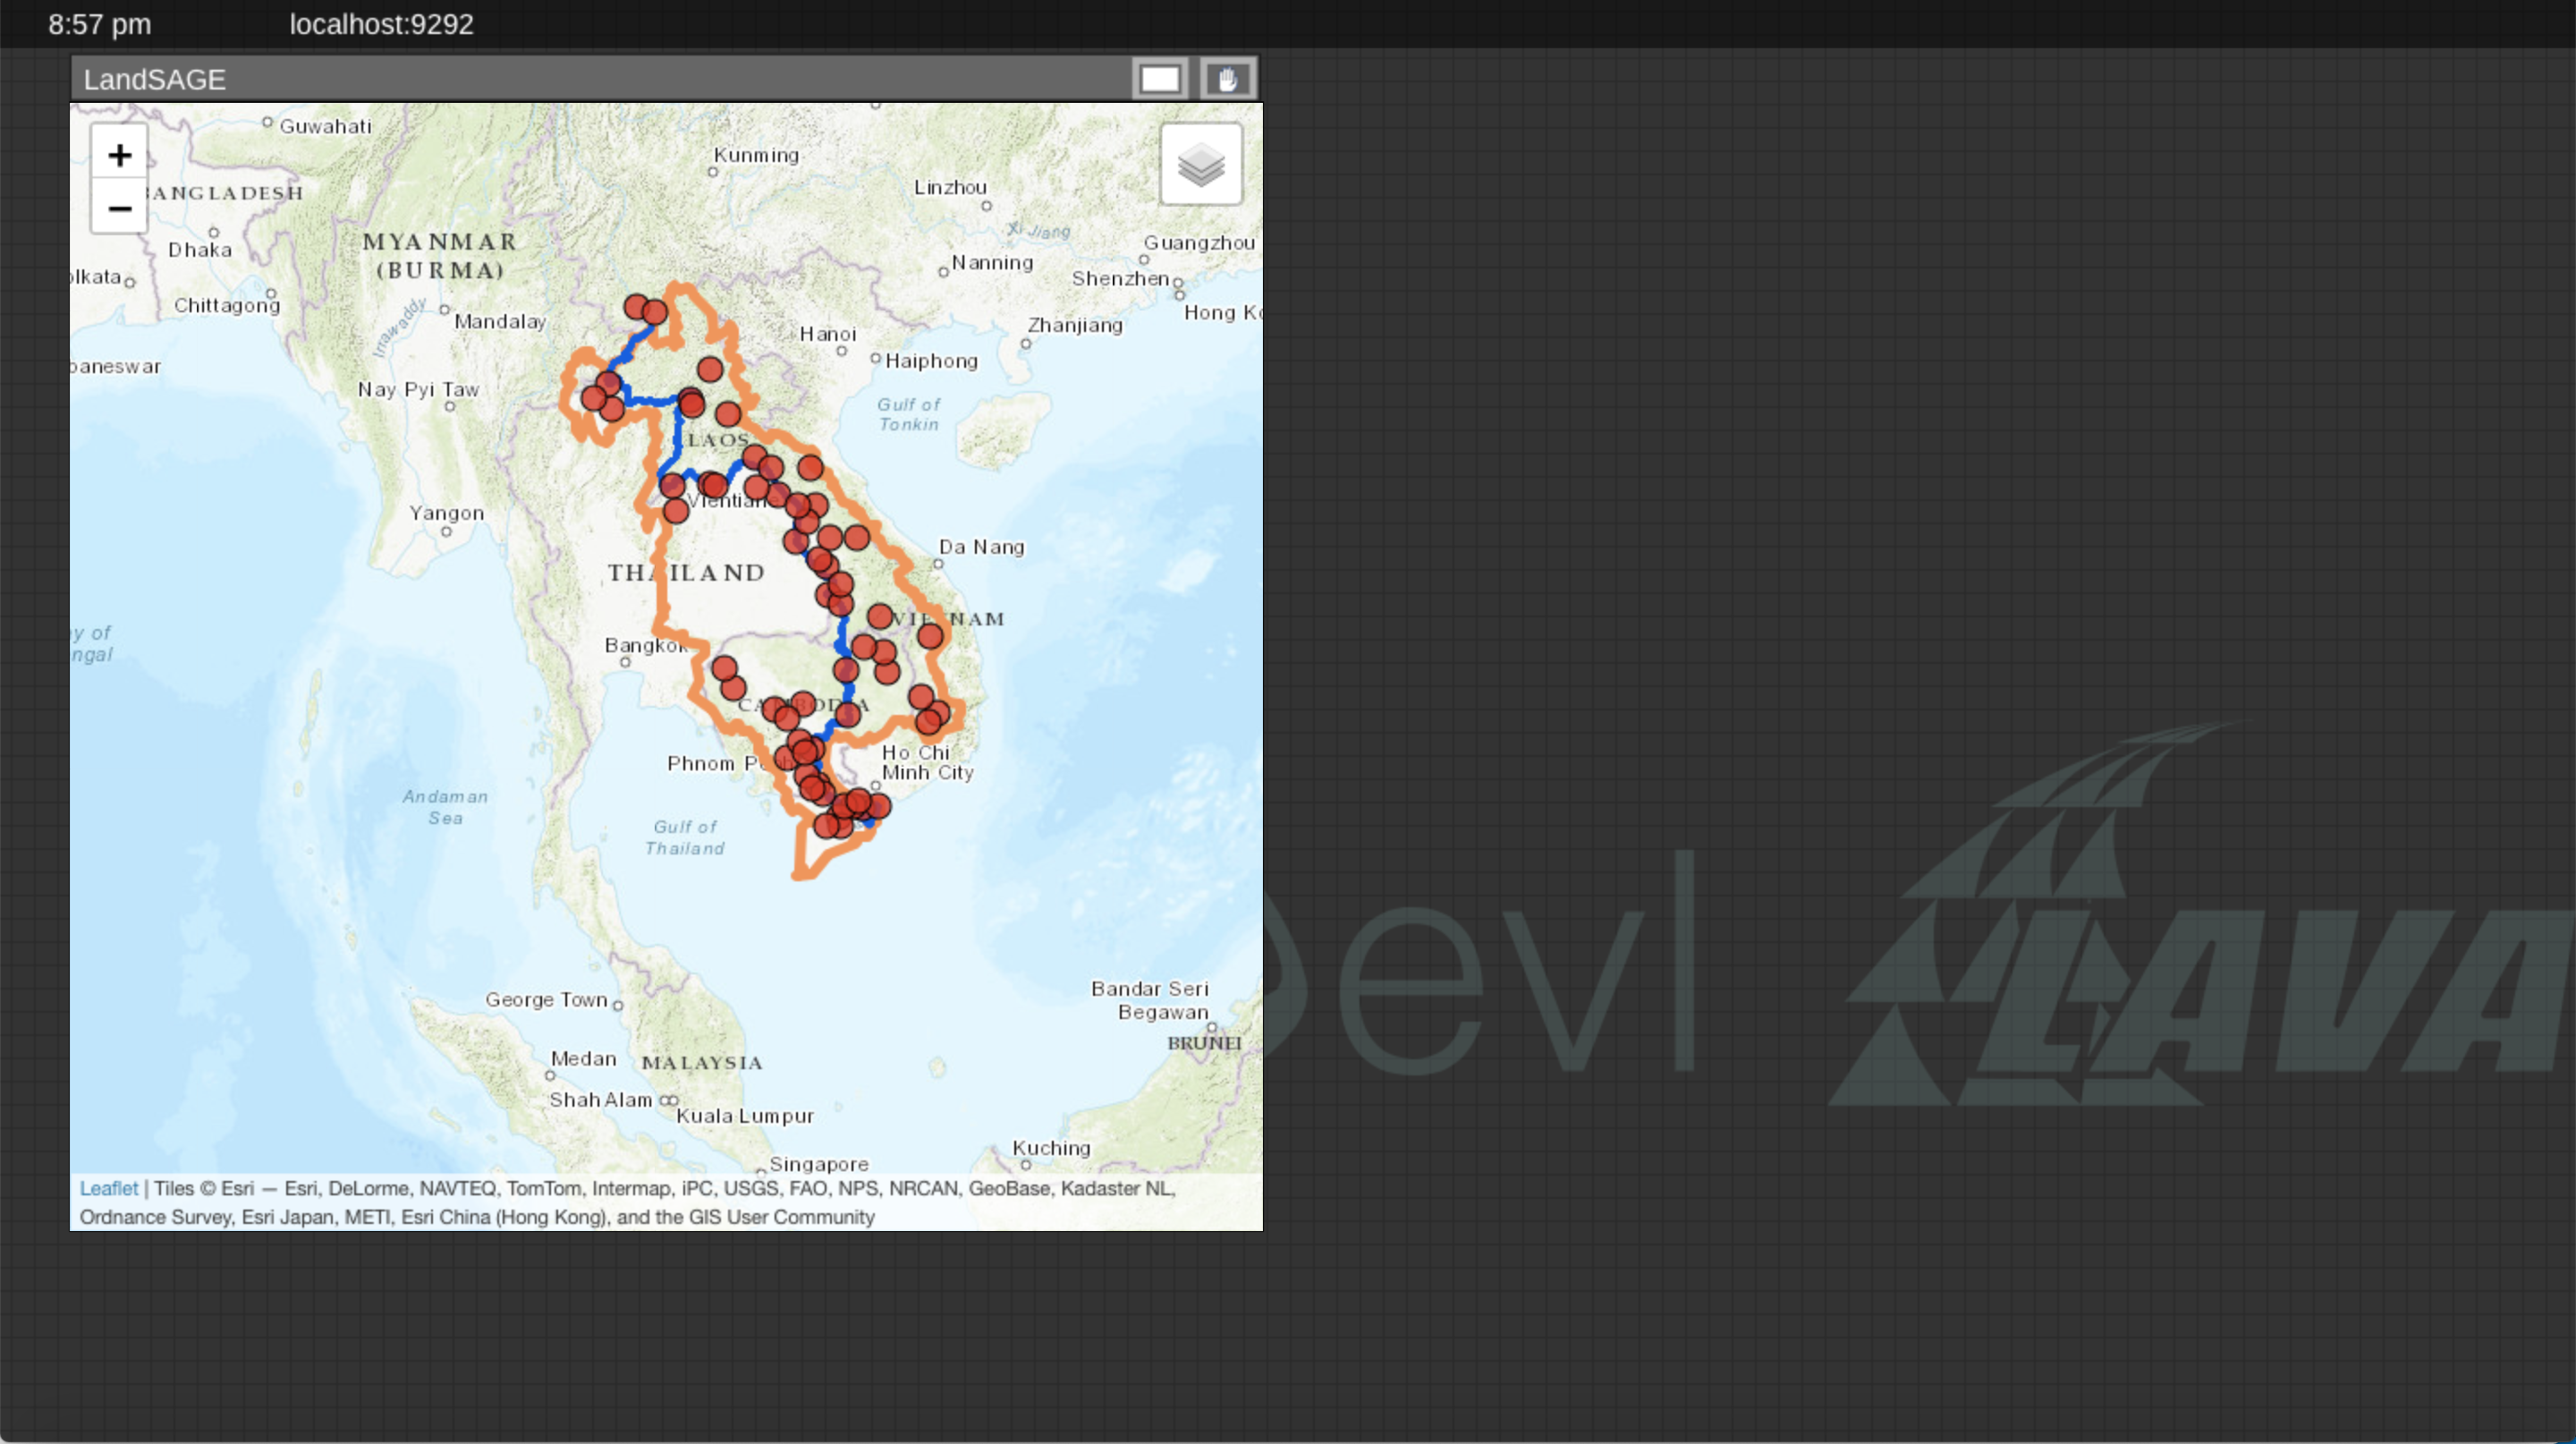 8:57 pm localhost:9292
LandSAGE
Guwahati
+
Kunming
BANGLADESH
Linzhou
−
Xi Jiang
MYANMAR
(BURMA)
Guangzhou
Dhaka
Nanning
olkata
Shenzhen
Chittagong
Irrawaddy
Mandalay
Hong Ko
Hanoi
Zhanjiang
Haiphong
baneswar
Nay Pyi Taw
Gulf of
Tonkin
LAOS
Vientiane
Yangon
Da Nang
THAILAND
VIETNAM
y of
ngal
Bangkok
CAMBODIA
Phnom Penh
Ho Chi
Minh City
Andaman
Sea
Gulf of
Thailand
evl
LAVA
George Town
Bandar Seri
Begawan
BRUNEI
Medan
MALAYSIA
Shah Alam
Kuala Lumpur
Kuching
Singapore
Leaflet | Tiles © Esri — Esri, DeLorme, NAVTEQ, TomTom, Intermap, iPC, USGS, FAO, NPS, NRCAN, GeoBase, Kadaster NL,
Ordnance Survey, Esri Japan, METI, Esri China (Hong Kong), and the GIS User Community